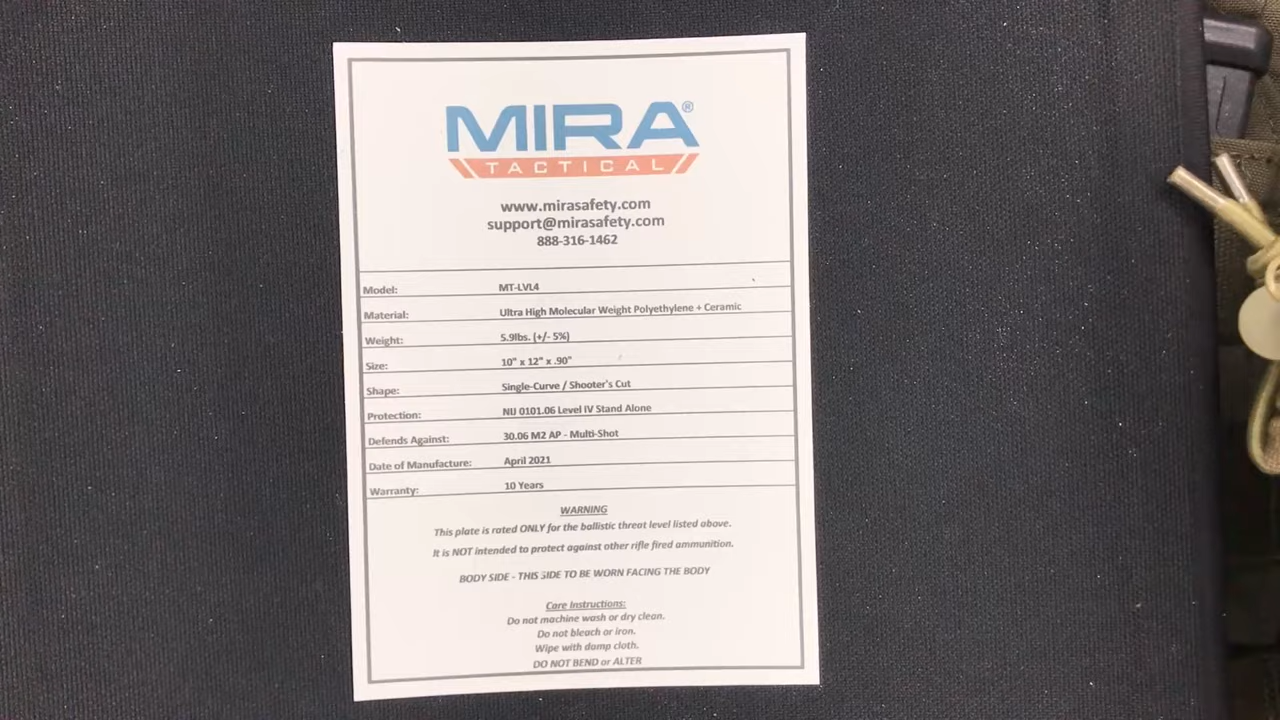 MIRA®
TACTICAL
www.mirasafety.com
support@mirasafety.com
888-316-1462
Model: MT-LVL4
Material: Ultra High Molecular Weight Polyethylene + Ceramic
Weight: 5.9lbs. (+/- 5%)
Size: 10" x 12" x .90"
Shape: Single-Curve / Shooter's Cut
Protection: NIJ 0101.06 Level IV Stand Alone
Defends Against: 30.06 M2 AP - Multi-Shot
Date of Manufacture: April 2021
Warranty: 10 Years
WARNING
This plate is rated ONLY for the ballistic threat level listed above.
It is NOT intended to protect against other rifle fired ammunition.
BODY SIDE - THIS SIDE TO BE WORN FACING THE BODY
Care Instructions:
Do not machine wash or dry clean.
Do not bleach or iron.
Wipe with damp cloth.
DO NOT BEND or ALTER